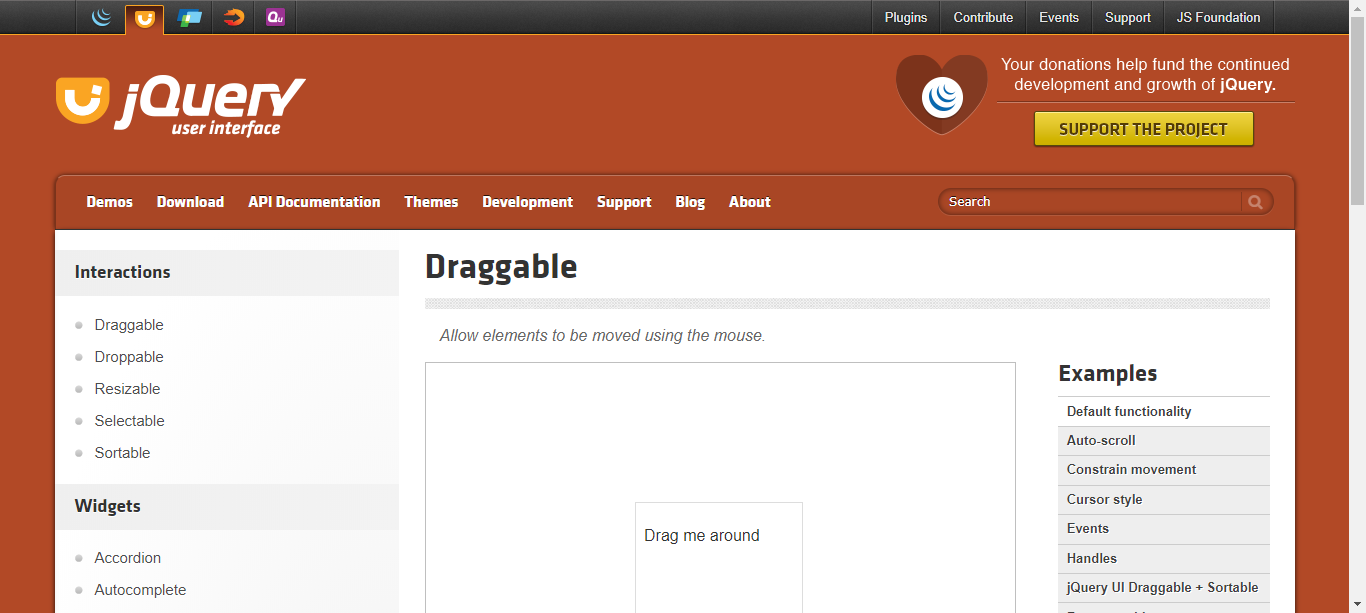 Plugins
Contribute
Events
Support
JS Foundation
Qu
jQuery
user interface
Your donations help fund the continued
development and growth of jQuery.
SUPPORT THE PROJECT
Demos
Download
API Documentation
Themes
Development
Support
Blog
About
Search
Interactions
Draggable
Droppable
Resizable
Selectable
Sortable
Widgets
Accordion
Autocomplete
Draggable
Allow elements to be moved using the mouse.
Drag me around
Examples
Default functionality
Auto-scroll
Constrain movement
Cursor style
Events
Handles
jQuery UI Draggable + Sortable